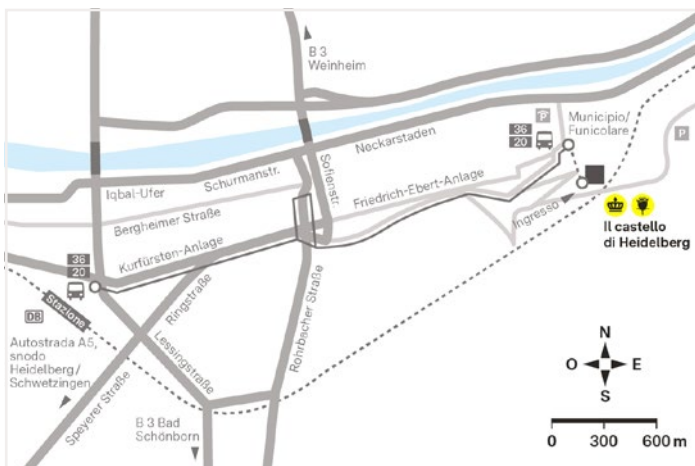 B 3
Weinheim
P
36
20
Municipio/
Funicolare
P
Neckarstaden
Sofienstr.
Schurmanstr.
Iqbal-Ufer
Bergheimer Straße
Friedrich-Ebert-Anlage
Ingresso
Il castello
di Heidelberg
Kurfürsten-Anlage
36
20
Stazione
DB
Autostrada A5,
snodo
Heidelberg/
Schwetzingen
Ringstraße
Rohrbacher Straße
Lessingstraße
Speyerer Straße
B 3 Bad
Schönborn
N
O E
S
0 300 600 m